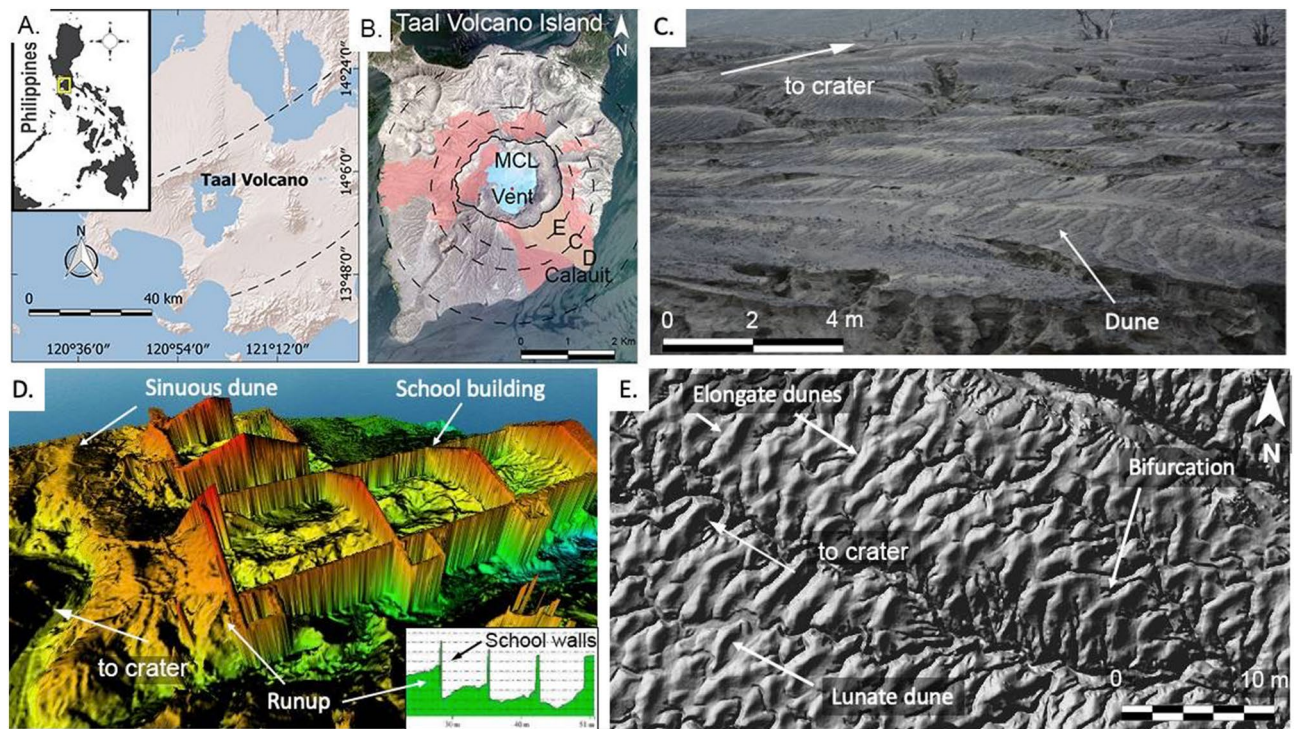 A.
Philippines
N
Taal Volcano
0 40 km
120°36'0" 120°54'0" 121°12'0"
14°24'0"
14°6'0"
13°48'0"
B.
Taal Volcano Island
N
MCL
Vent
E
C
D
Calauit
0 1 2 Km
C.
to crater
0 2 4 m
Dune
D.
Sinuous dune
School building
to crater
Runup
School walls
30 m 40 m 51 m
E.
Elongate dunes
N
Bifurcation
to crater
Lunate dune
0 10 m